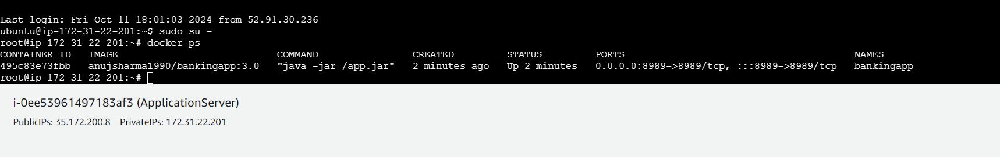 Last login: Fri Oct 11 18:01:03 2024 from 52.91.30.236
ubuntu@ip-172-31-22-201:~$ sudo su -
root@ip-172-31-22-201:~# docker ps
CONTAINER ID   IMAGE                           COMMAND                CREATED         STATUS         PORTS                                       NAMES
495c83e73fbb   anujsharma1990/bankingapp:3.0   "java -jar /app.jar"   2 minutes ago   Up 2 minutes   0.0.0.0:8989->8989/tcp, :::8989->8989/tcp   bankingapp
root@ip-172-31-22-201:~#
i-0ee53961497183af3 (ApplicationServer)
PublicIPs: 35.172.200.8    PrivateIPs: 172.31.22.201